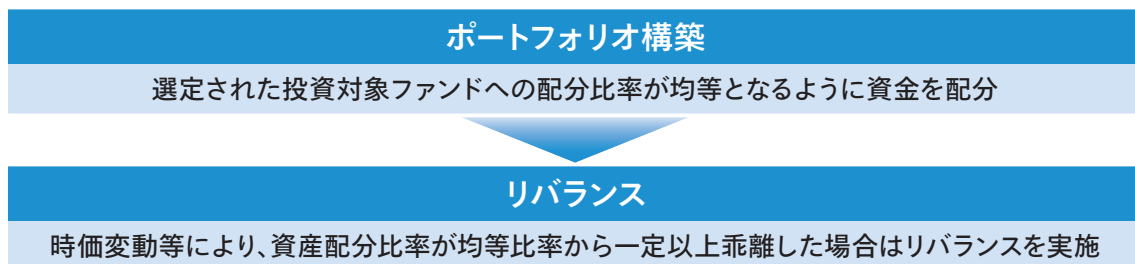 ポートフォリオ構築
選定された投資対象ファンドへの配分比率が均等となるように資金を配分
リバランス
時価変動等により、資産配分比率が均等比率から一定以上乖離した場合はリバランスを実施